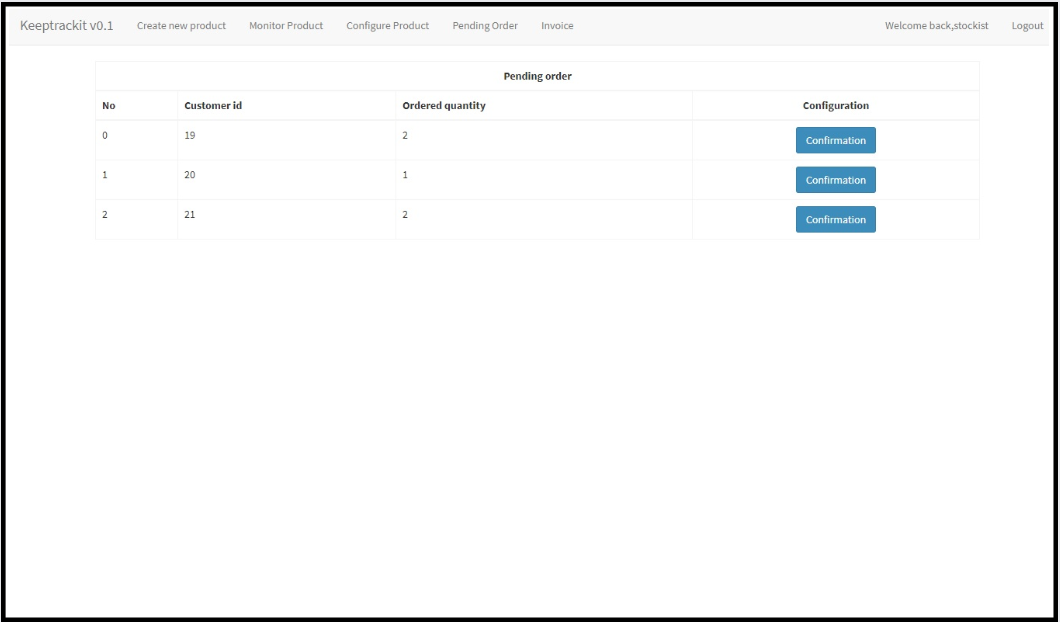 Keeptrackit v0.1 Create new product Monitor Product Configure Product Pending Order Invoice Welcome back,stockist Logout
Pending order
No Customer id Ordered quantity Configuration
0 19 2 Confirmation
1 20 1 Confirmation
2 21 2 Confirmation